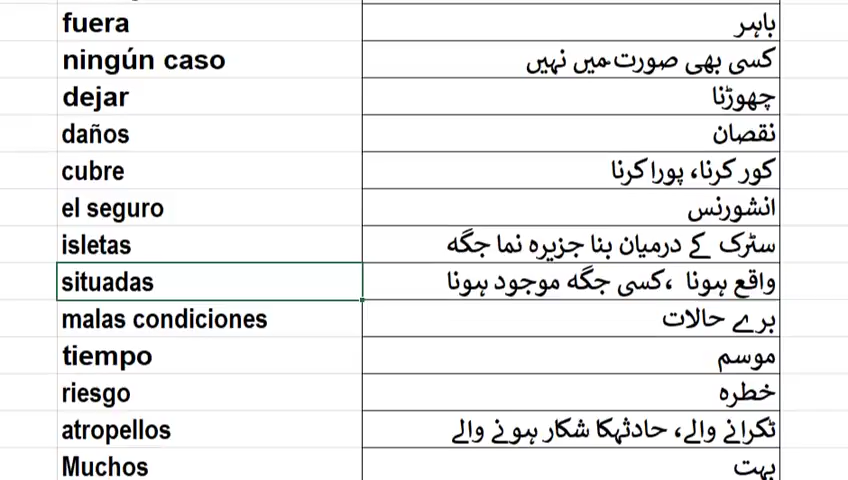 fuera باہر
ningún caso کسی بھی صورت میں نہیں
dejar چھوڑنا
daños نقصان
cubre کور کرنا، پورا کرنا
el seguro انشورنس
isletas سٹرک کے درمیان بنا جزیرہ نما جگہ
situadas واقع ہونا ،کسی جگہ موجود ہونا
malas condiciones برے حالات
tiempo موسم
riesgo خطرہ
atropellos ٹکرانے والے، حادثہکا شکار ہونے والے
Muchos بہت